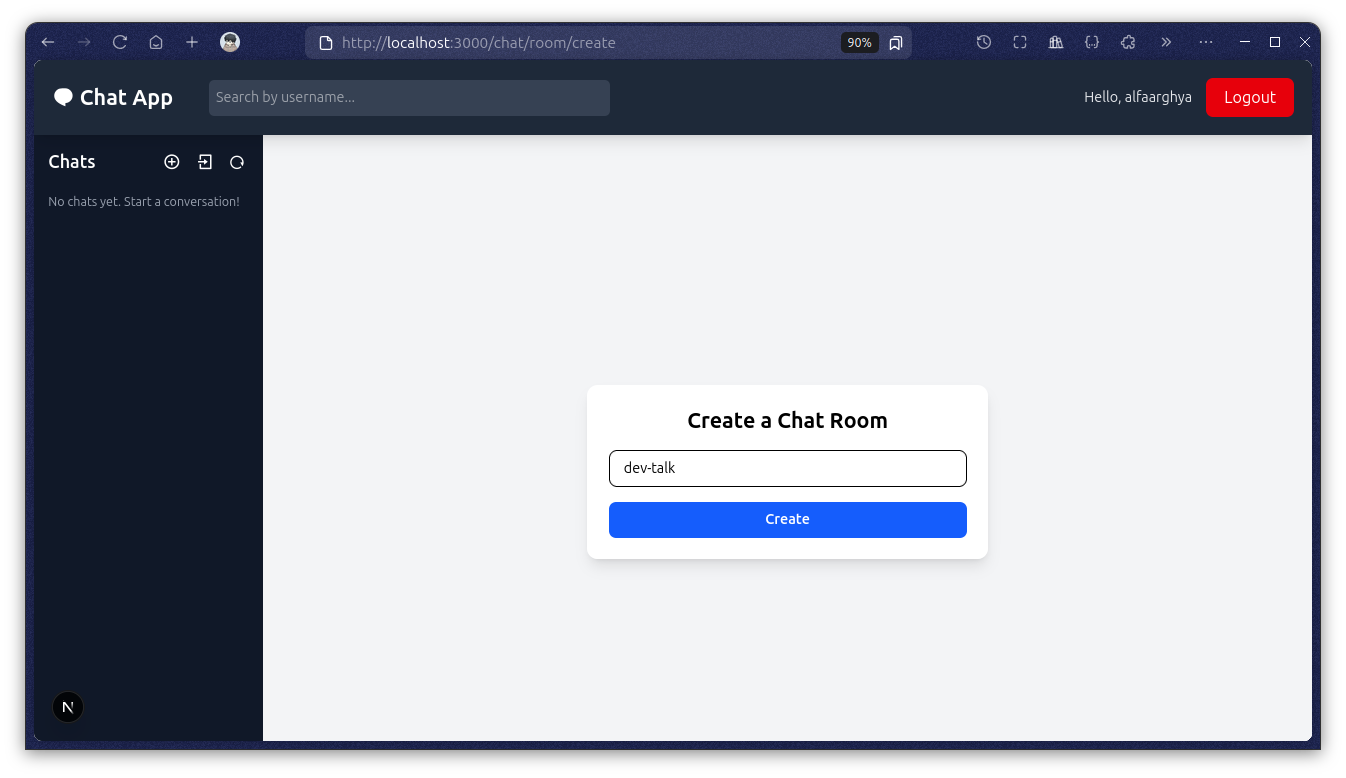 http://localhost:3000/chat/room/create
90%
Chat App
Search by username...
Hello, alfaarghya
Logout
Chats
No chats yet. Start a conversation!
Create a Chat Room
dev-talk
Create
N